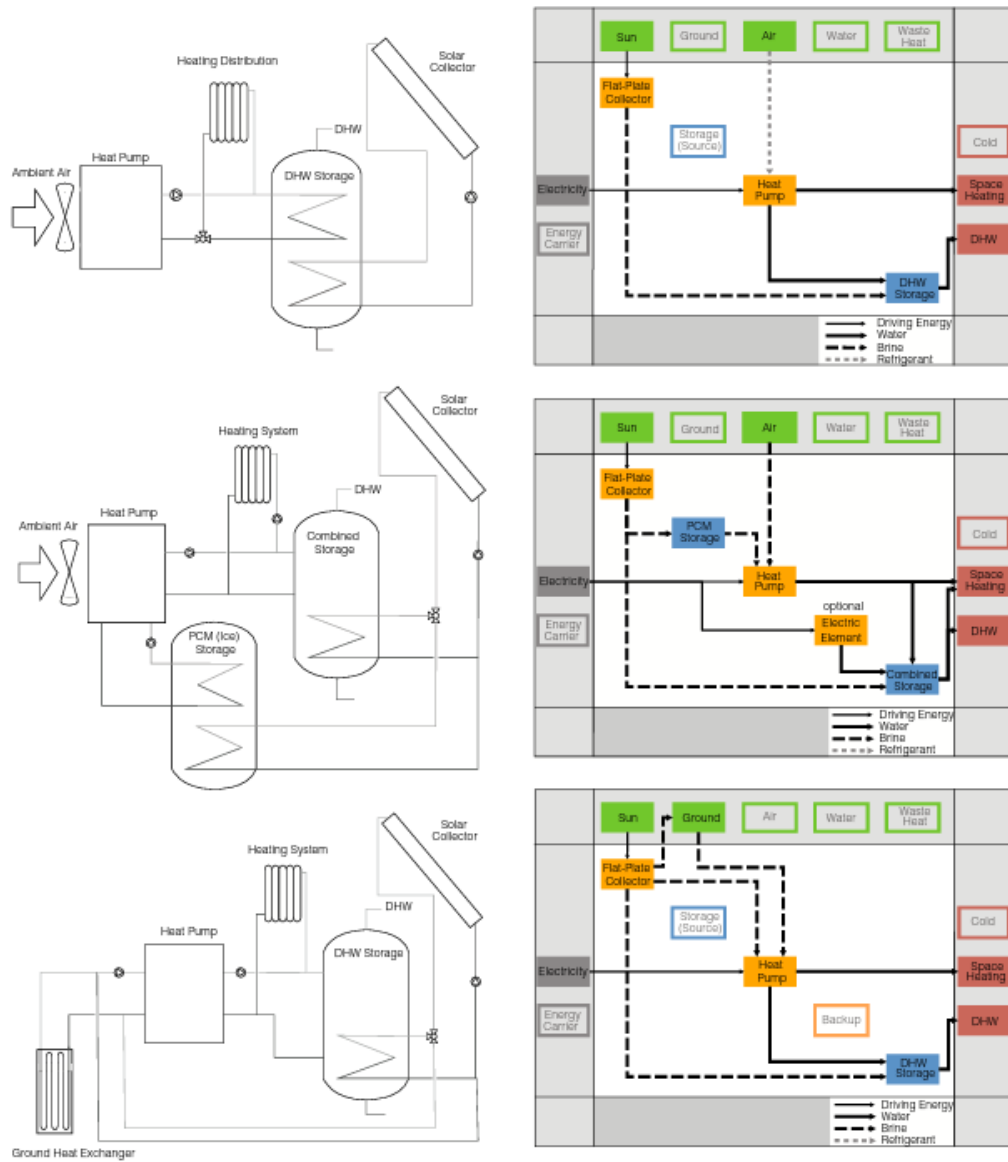 Solar
Collector
Heating Distribution
DHW
Heat Pump
Ambient Air
DHW Storage
Sun
Ground
Air
Water
Waste
Heat
Flat-Plate
Collector
Storage
(Source)
Cold
Electricity
Heat
Pump
Space
Heating
Energy
Carrier
DHW
DHW
Storage
Driving Energy
Water
Brine
Refrigerant
Solar
Collector
Heating System
DHW
Heat Pump
Ambient Air
Combined
Storage
PCM (Ice)
Storage
Sun
Ground
Air
Water
Waste
Heat
Flat-Plate
Collector
PCM
Storage
Cold
Electricity
Heat
Pump
Space
Heating
optional
Electric
Element
Energy
Carrier
DHW
Combined
Storage
Driving Energy
Water
Brine
Refrigerant
Solar
Collector
Heating System
DHW
Heat Pump
DHW Storage
Ground Heat Exchanger
Sun
Ground
Air
Water
Waste
Heat
Flat-Plate
Collector
Storage
(Source)
Cold
Electricity
Heat
Pump
Space
Heating
Energy
Carrier
Backup
DHW
DHW
Storage
Driving Energy
Water
Brine
Refrigerant